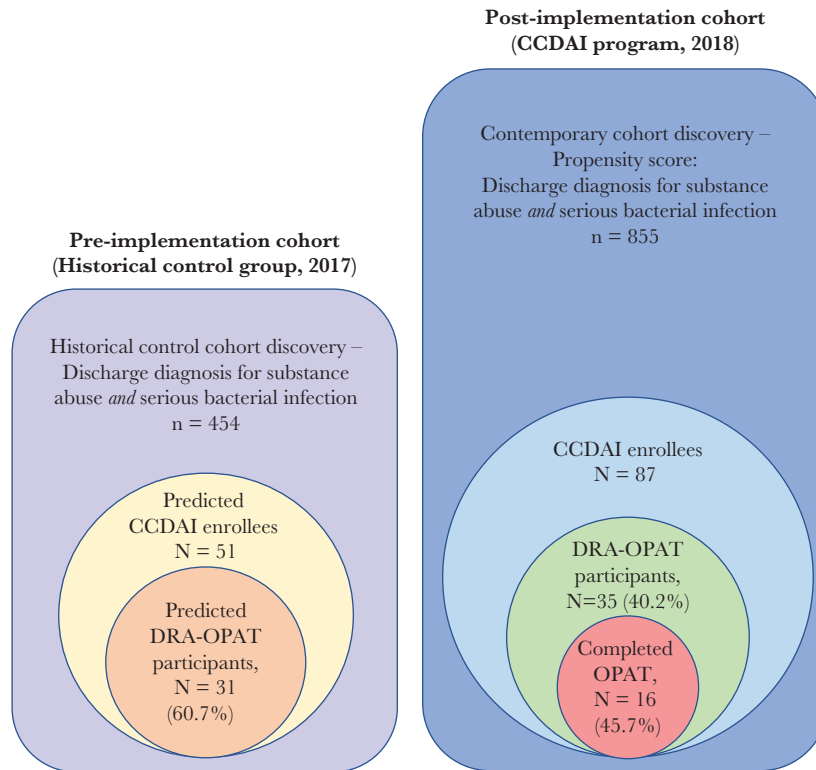 Pre-implementation cohort
(Historical control group, 2017)
Historical control cohort discovery –
Discharge diagnosis for substance
abuse and serious bacterial infection
n = 454
Predicted
CCDAI enrollees
N = 51
Predicted
DRA-OPAT
participants,
N = 31
(60.7%)
Post-implementation cohort
(CCDAI program, 2018)
Contemporary cohort discovery –
Propensity score:
Discharge diagnosis for substance
abuse and serious bacterial infection
n = 855
CCDAI enrollees
N = 87
DRA-OPAT
participants,
N=35 (40.2%)
Completed
OPAT,
N = 16
(45.7%)